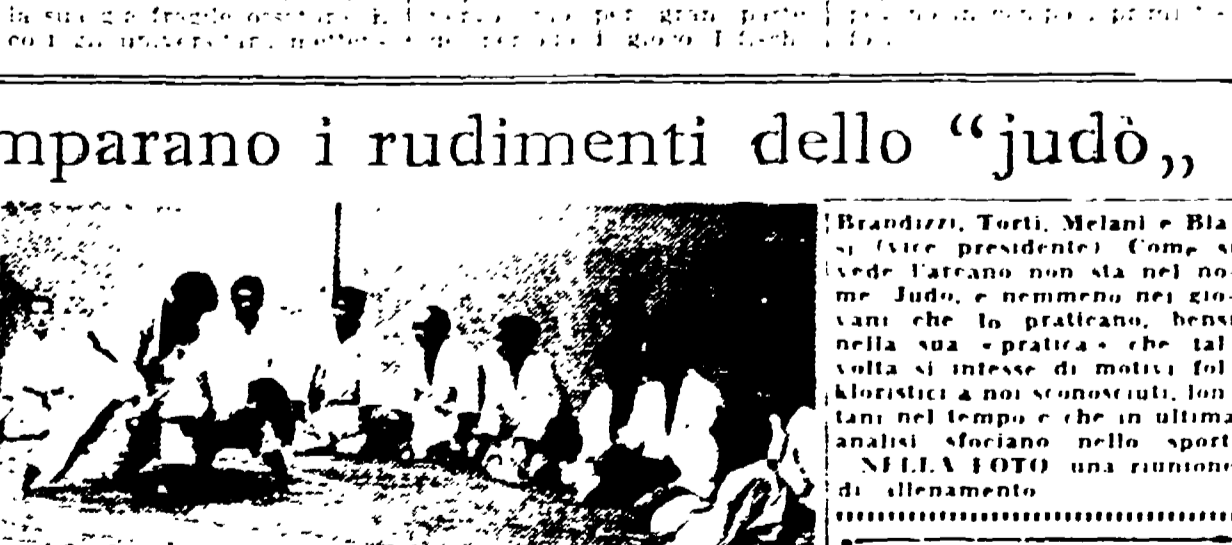 per gran parte
mparano i rudimenti dello “judò„
Brandizzi, Torti, Melani e Bla
si (vice presidente) Come si
vede l'arcano non sta nel no-
me Judo, e nemmeno nei gio-
vani che lo praticano, bensì
nella sua « pratica » che tal
volta si intesse di motivi fol
kloristici a noi sconosciuti, lon
tani nel tempo e che in ultima
analisi sfociano nello sport
NELLA FOTO una riunione
di allenamento